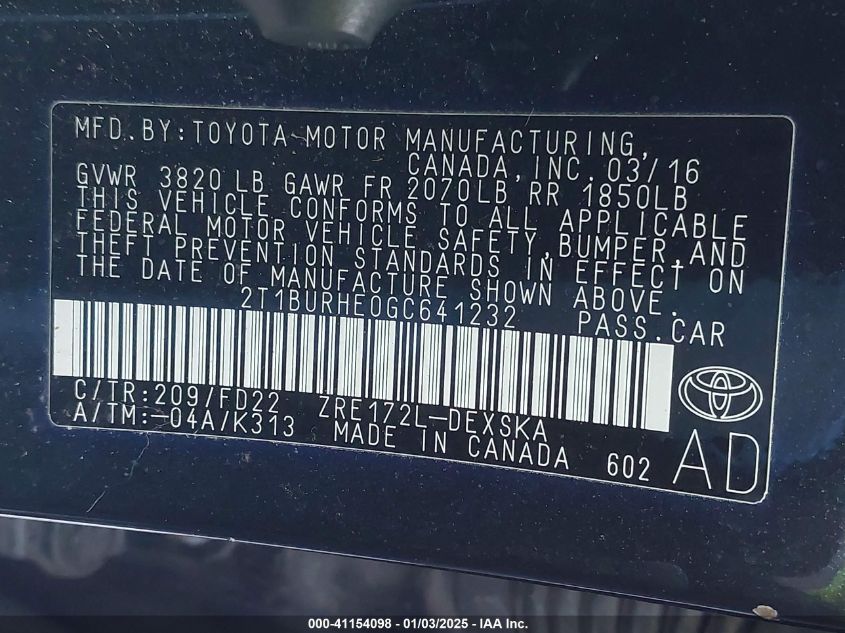 MFD. BY: TOYOTA MOTOR MANUFACTURING,
CANADA, INC. 03/16
GVWR 3820 LB GAWR FR 2070LB RR 1850LB
THIS VEHICLE CONFORMS TO ALL APPLICABLE
FEDERAL MOTOR VEHICLE SAFETY, BUMPER, AND
THEFT PREVENTION STANDARDS IN EFFECT ON
THE DATE OF MANUFACTURE SHOWN ABOVE.
2T1BURHE0GC641232 PASS. CAR
C/TR: 209/FD22 ZRE172L-DEXSKA
A/TM: -04A/K313 MADE IN CANADA 602
AD
000-41154098 - 01/03/2025 - IAA Inc.